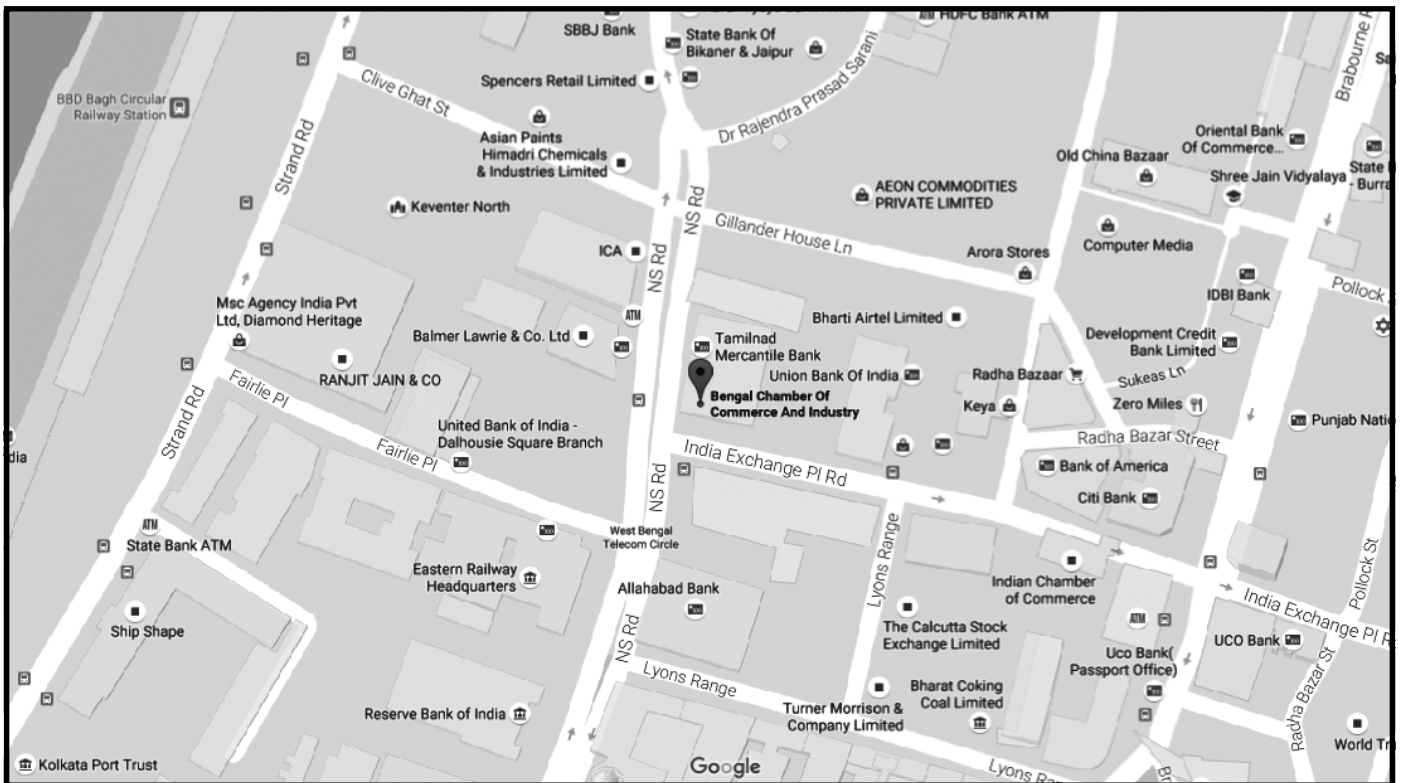 SBBJ Bank
State Bank Of
Bikaner & Jaipur
HDFC Bank ATM
Brabourne R
BBD Bagh Circular
Railway Station
Clive Ghat St
Spencers Retail Limited
Dr Rajendra Prasad Sarani
Strand Rd
Asian Paints
Himadri Chemicals
& Industries Limited
Old China Bazaar
Oriental Bank
Of Commerce...
Shree Jain Vidyalaya
State
- Burra
Keventer North
NS Rd
AEON COMMODITIES
PRIVATE LIMITED
Gillander House Ln
Computer Media
ICA
NS Rd
Arora Stores
IDBI Bank
Pollock
Msc Agency India Pvt
Ltd, Diamond Heritage
ATM
Balmer Lawrie & Co. Ltd
Bharti Airtel Limited
Development Credit
Bank Limited
Tamilnad
Mercantile Bank
RANJIT JAIN & CO
Union Bank Of India
Radha Bazaar
Sukeas Ln
Fairlie Pl
Bengal Chamber Of
Commerce And Industry
Keya
Zero Miles
Punjab Natio
Strand Rd
United Bank of India -
Dalhousie Square Branch
dia
Fairlie Pl
India Exchange Pl Rd
Radha Bazar Street
Bank of America
NS Rd
Citi Bank
ATM
State Bank ATM
West Bengal
Telecom Circle
Lyons Range
Pollock St
Eastern Railway
Headquarters
Allahabad Bank
Indian Chamber
of Commerce
India Exchange Pl R
Ship Shape
NS Rd
The Calcutta Stock
Exchange Limited
ATM
UCO Bank
Uco Bank(
Passport Office)
Lyons Range
Radha Bazar St
Reserve Bank of India
Turner Morrison &
Company Limited
Bharat Coking
Coal Limited
World Tr
Kolkata Port Trust
Google
Lyons Ra